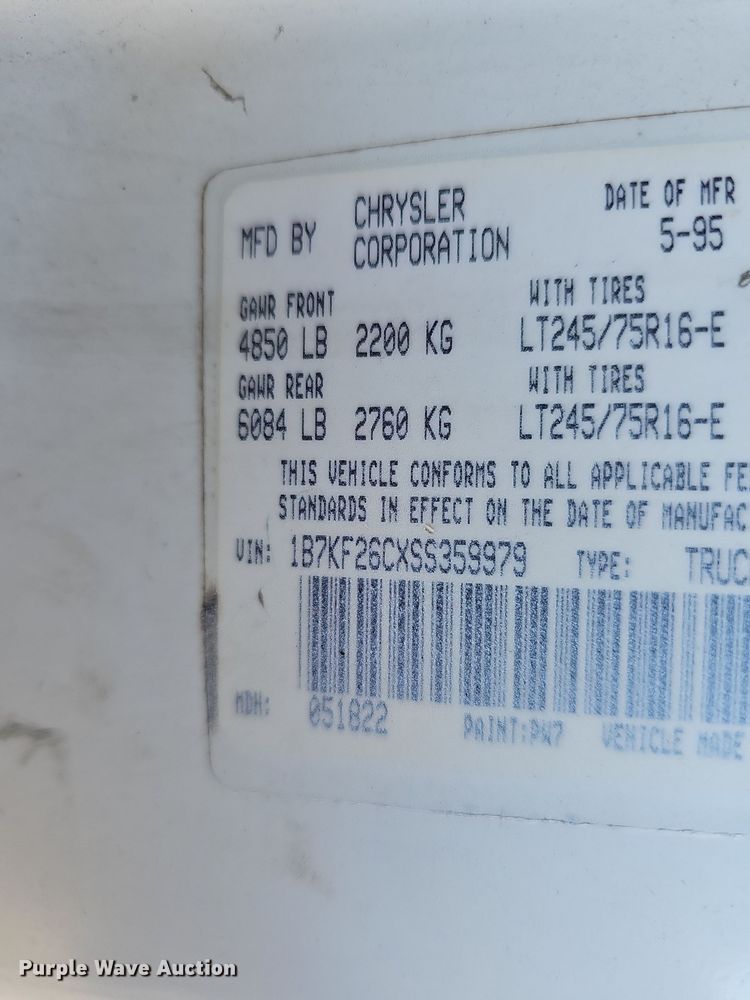 MFD BY CHRYSLER CORPORATION
DATE OF MFR 5-95
GAWR FRONT WITH TIRES
4850 LB 2200 KG LT245/75R16-E
GAWR REAR WITH TIRES
6084 LB 2760 KG LT245/75R16-E
THIS VEHICLE CONFORMS TO ALL APPLICABLE FE
STANDARDS IN EFFECT ON THE DATE OF MANUFAC
VIN: 1B7KF26CXSS359979 TYPE: TRUC
MDH: 051822 PAINT:PW7 VEHICLE MADE
Purple Wave Auction